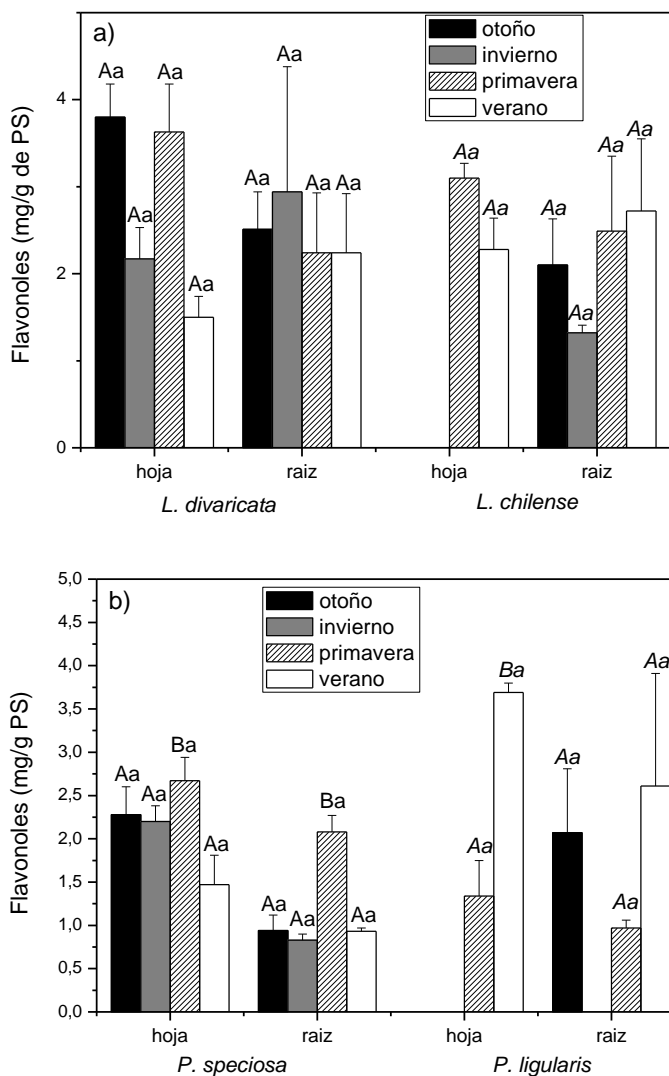 a)
otoño
invierno
primavera
verano
Aa Aa Aa Aa Aa Aa Aa Aa Aa Aa Aa Aa Aa Aa
4
2
0
Flavonoles (mg/g de PS)
hoja raiz hoja raiz
L. divaricata L. chilense
b)
otoño
invierno
primavera
verano
Aa Aa Ba Aa Aa Aa Ba Aa Aa Ba Aa Aa Aa
5,0
4,5
4,0
3,5
3,0
2,5
2,0
1,5
1,0
0,5
0,0
Flavonoles (mg/g PS)
hoja raiz hoja raiz
P. speciosa P. ligularis